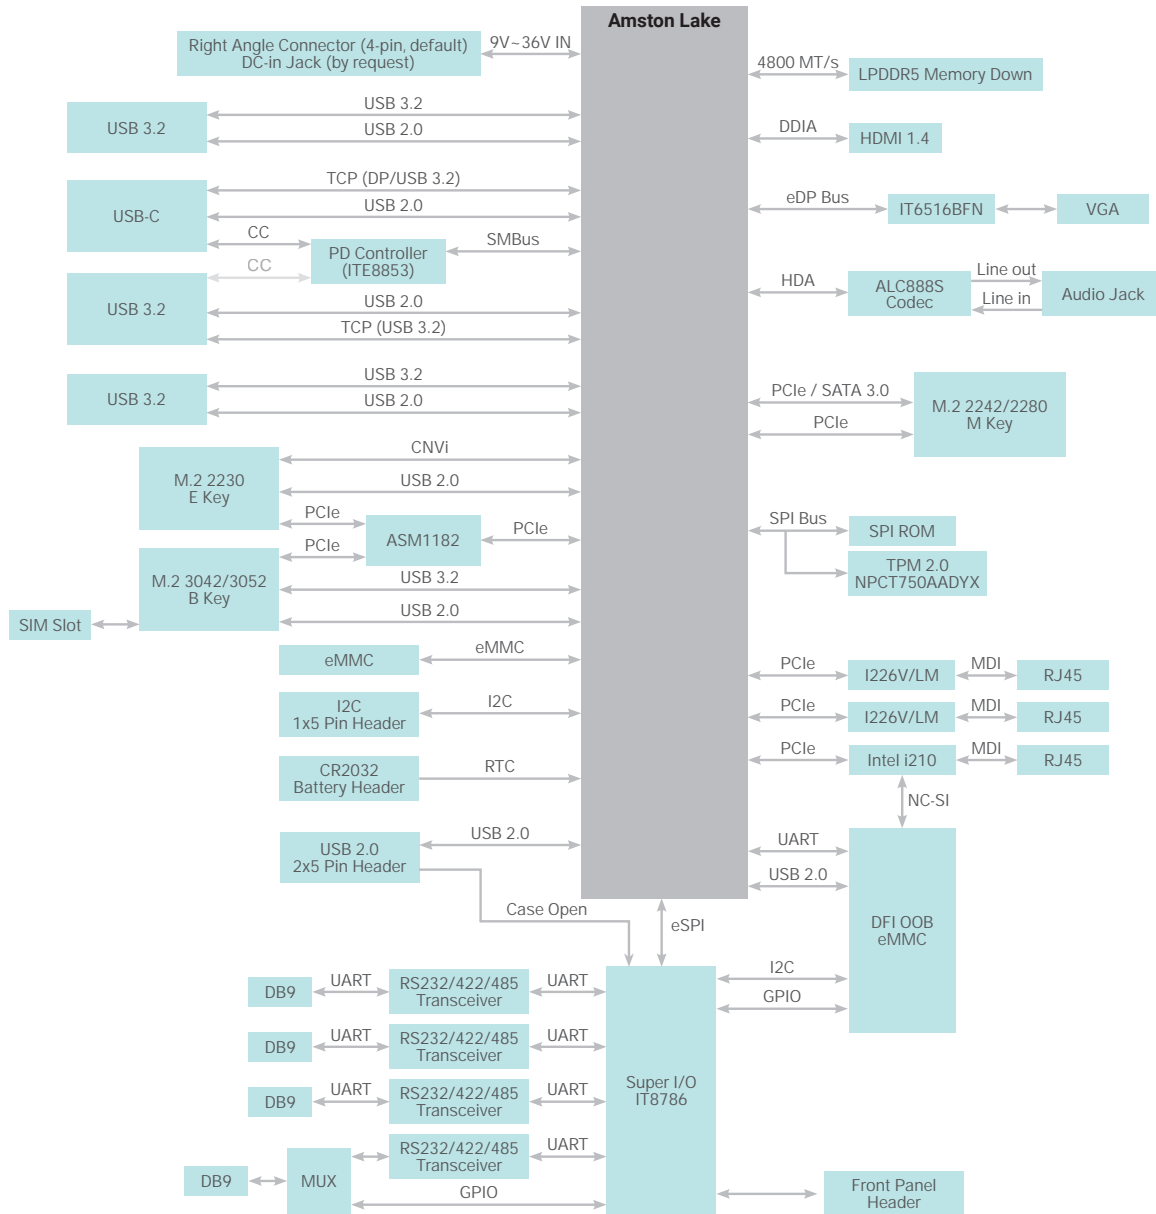 Amston Lake
Right Angle Connector (4-pin, default)
DC-in Jack (by request)
9V~36V IN
USB 3.2
USB 3.2
USB 2.0
USB-C
TCP (DP/USB 3.2)
USB 2.0
CC
PD Controller
(ITE8853)
SMBus
CC
USB 3.2
USB 2.0
TCP (USB 3.2)
USB 3.2
USB 3.2
USB 2.0
M.2 2230
E Key
CNVi
USB 2.0
PCIe
ASM1182
PCIe
PCIe
M.2 3042/3052
B Key
USB 3.2
USB 2.0
SIM Slot
eMMC
eMMC
I2C
1x5 Pin Header
I2C
CR2032
Battery Header
RTC
USB 2.0
2x5 Pin Header
USB 2.0
Case Open
eSPI
4800 MT/s
LPDDR5 Memory Down
DDIA
HDMI 1.4
eDP Bus
IT6516BFN
VGA
HDA
ALC888S
Codec
Line out
Line in
Audio Jack
PCIe / SATA 3.0
PCIe
M.2 2242/2280
M Key
SPI Bus
SPI ROM
TPM 2.0
NPCT750AADYX
PCIe
I226V/LM
MDI
RJ45
PCIe
I226V/LM
MDI
RJ45
PCIe
Intel i210
MDI
RJ45
NC-SI
UART
USB 2.0
DFI OOB
eMMC
I2C
GPIO
Super I/O
IT8786
DB9
UART
RS232/422/485
Transceiver
UART
DB9
UART
RS232/422/485
Transceiver
UART
DB9
UART
RS232/422/485
Transceiver
UART
DB9
MUX
RS232/422/485
Transceiver
UART
GPIO
Front Panel
Header